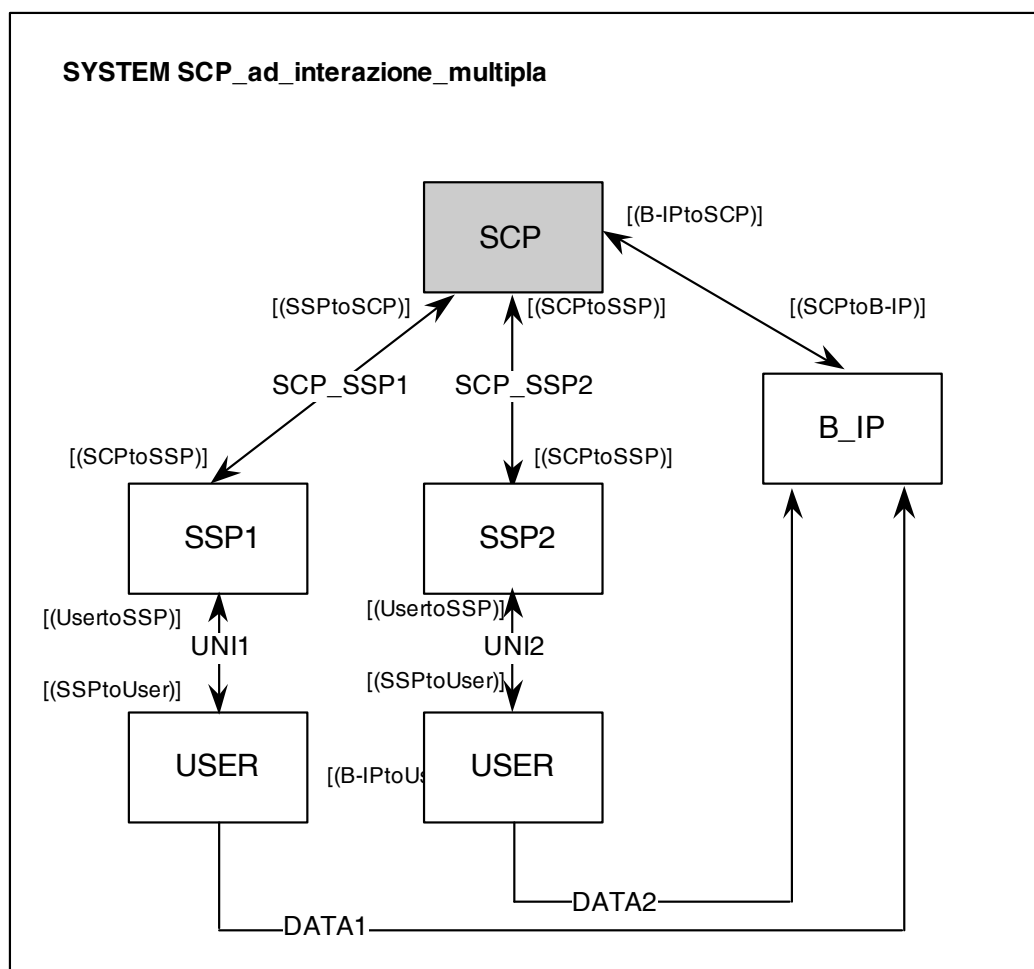 SYSTEM SCP_ad_interazione_multipla
[(B-IPtoSCP)]
SCP
[(SSPtoSCP)]
[(SCPtoSSP)]
[(SCPtoB-IP)]
SCP_SSP1
SCP_SSP2
B_IP
[(SCPtoSSP)]
[(SCPtoSSP)]
SSP1
SSP2
[(UsertoSSP)]
[(UsertoSSP)]
UNI1
UNI2
[(SSPtoUser)]
[(SSPtoUser)]
USER
[(B-IPtoUs
USER
DATA2
DATA1